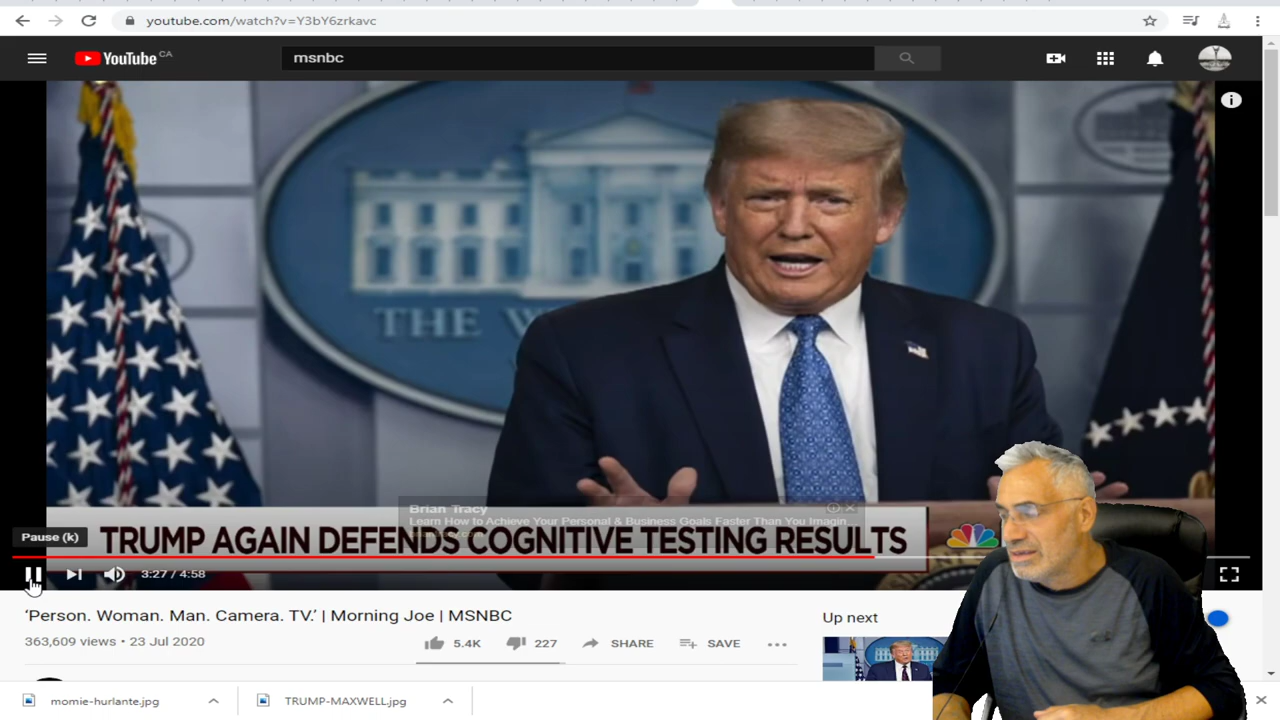 youtube.com/watch?v=Y3bY6zrkavc
YouTube CA
msnbc
THE W
Brian Tracy
Learn How to Achieve Your Personal & Business Goals Faster Than You Imagin...
Pause (k)
TRUMP AGAIN DEFENDS COGNITIVE TESTING RESULTS
3:27 / 4:58
‘Person. Woman. Man. Camera. TV.’ | Morning Joe | MSNBC
Up next
363,609 views • 23 Jul 2020
5.4K
227
SHARE
SAVE
momie-hurlante.jpg
TRUMP-MAXWELL.jpg